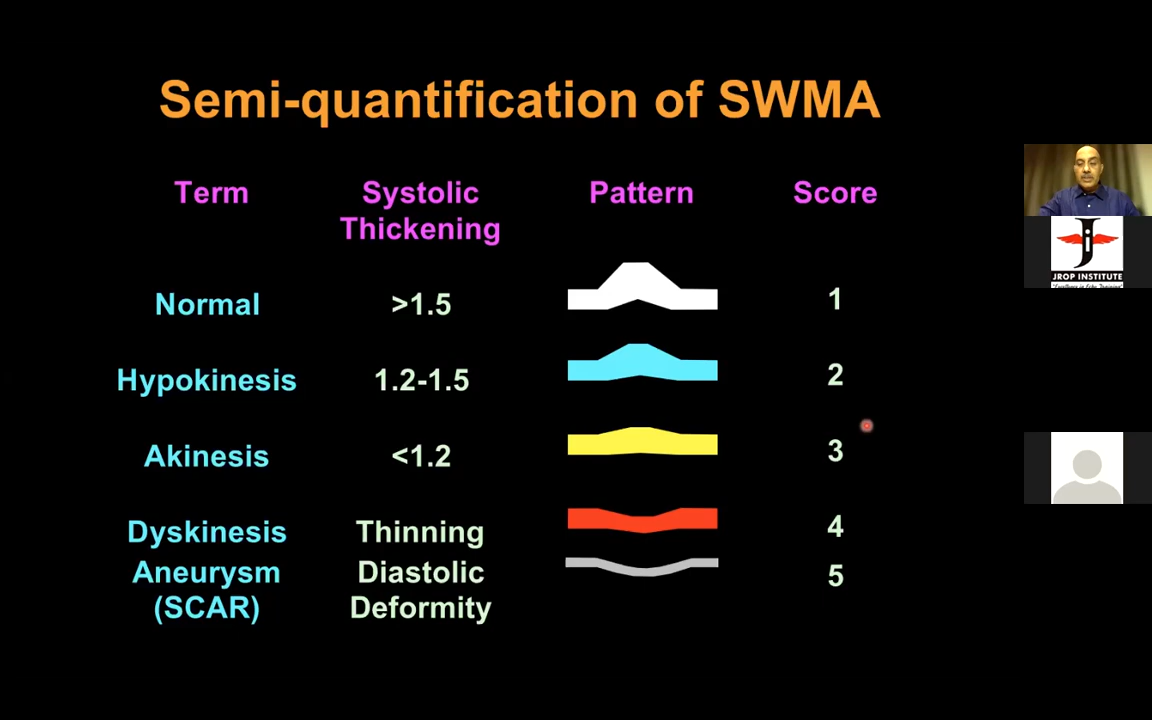 Semi-quantification of SWMA
Term Systolic Thickening Pattern Score
Normal >1.5 1
Hypokinesis 1.2-1.5 2
Akinesis <1.2 3
Dyskinesis Thinning 4
Aneurysm (SCAR) Diastolic Deformity 5
JROP INSTITUTE